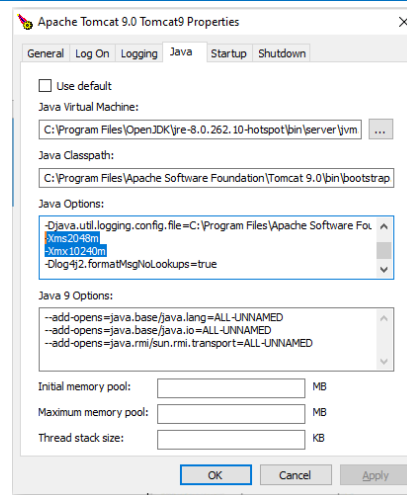 Apache Tomcat 9.0 Tomcat9 Properties
General Log On Logging Java Startup Shutdown
Use default
Java Virtual Machine:
C:\Program Files\OpenJDK\jre-8.0.262.10-hotspot\bin\server\jvm
...
Java Classpath:
C:\Program Files\Apache Software Foundation\Tomcat 9.0\bin\bootstrap
Java Options:
-Djava.util.logging.config.file=C:\Program Files\Apache Software Fou
-Xms2048m
-Xmx10240m
-Dlog4j2.formatMsgNoLookups=true
Java 9 Options:
--add-opens=java.base/java.lang=ALL-UNNAMED
--add-opens=java.base/java.io=ALL-UNNAMED
--add-opens=java.rmi/sun.rmi.transport=ALL-UNNAMED
Initial memory pool: MB
Maximum memory pool: MB
Thread stack size: KB
OK Cancel Apply